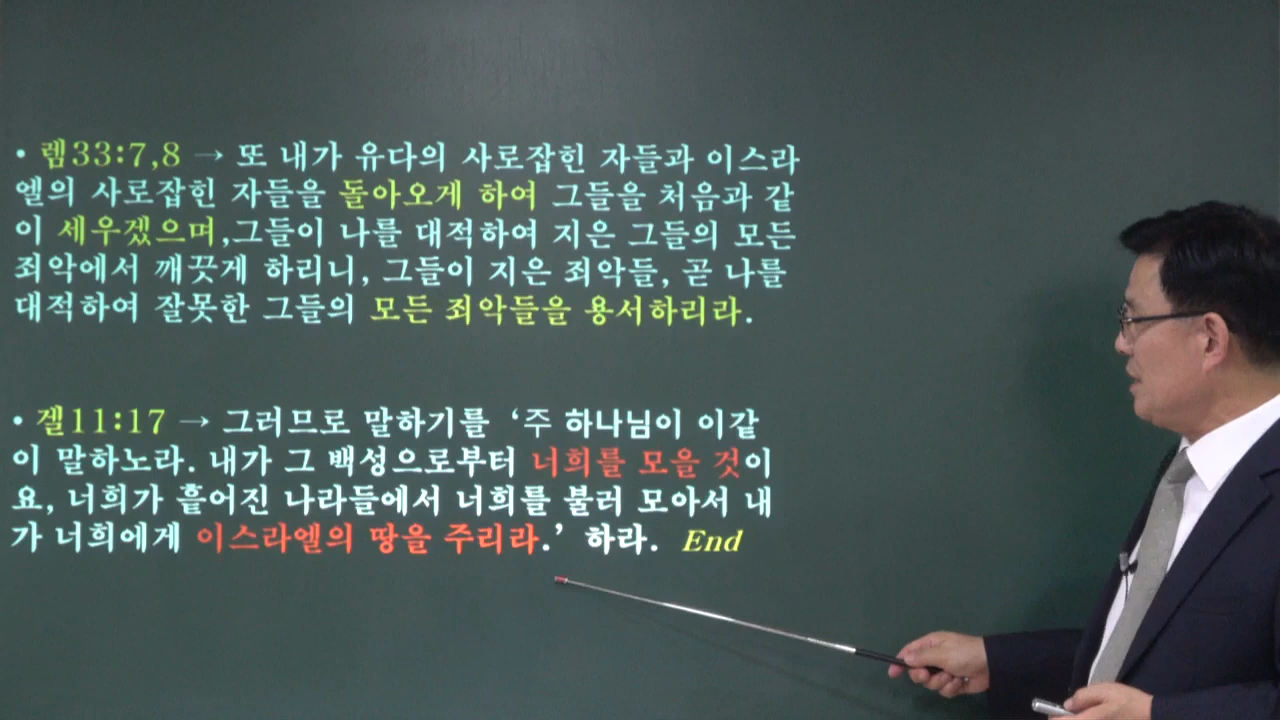 • 렘33:7,8 → 또 내가 유다의 사로잡힌 자들과 이스라
엘의 사로잡힌 자들을 돌아오게 하여 그들을 처음과 같
이 세우겠으며,그들이 나를 대적하여 지은 그들의 모든
죄악에서 깨끗게 하리니, 그들이 지은 죄악들, 곧 나를
대적하여 잘못한 그들의 모든 죄악들을 용서하리라.
• 겔11:17 → 그러므로 말하기를 ‘주 하나님이 이같
이 말하노라. 내가 그 백성으로부터 너희를 모을 것이
요, 너희가 흩어진 나라들에서 너희를 불러 모아서 내
가 너희에게 이스라엘의 땅을 주리라.’ 하라. End